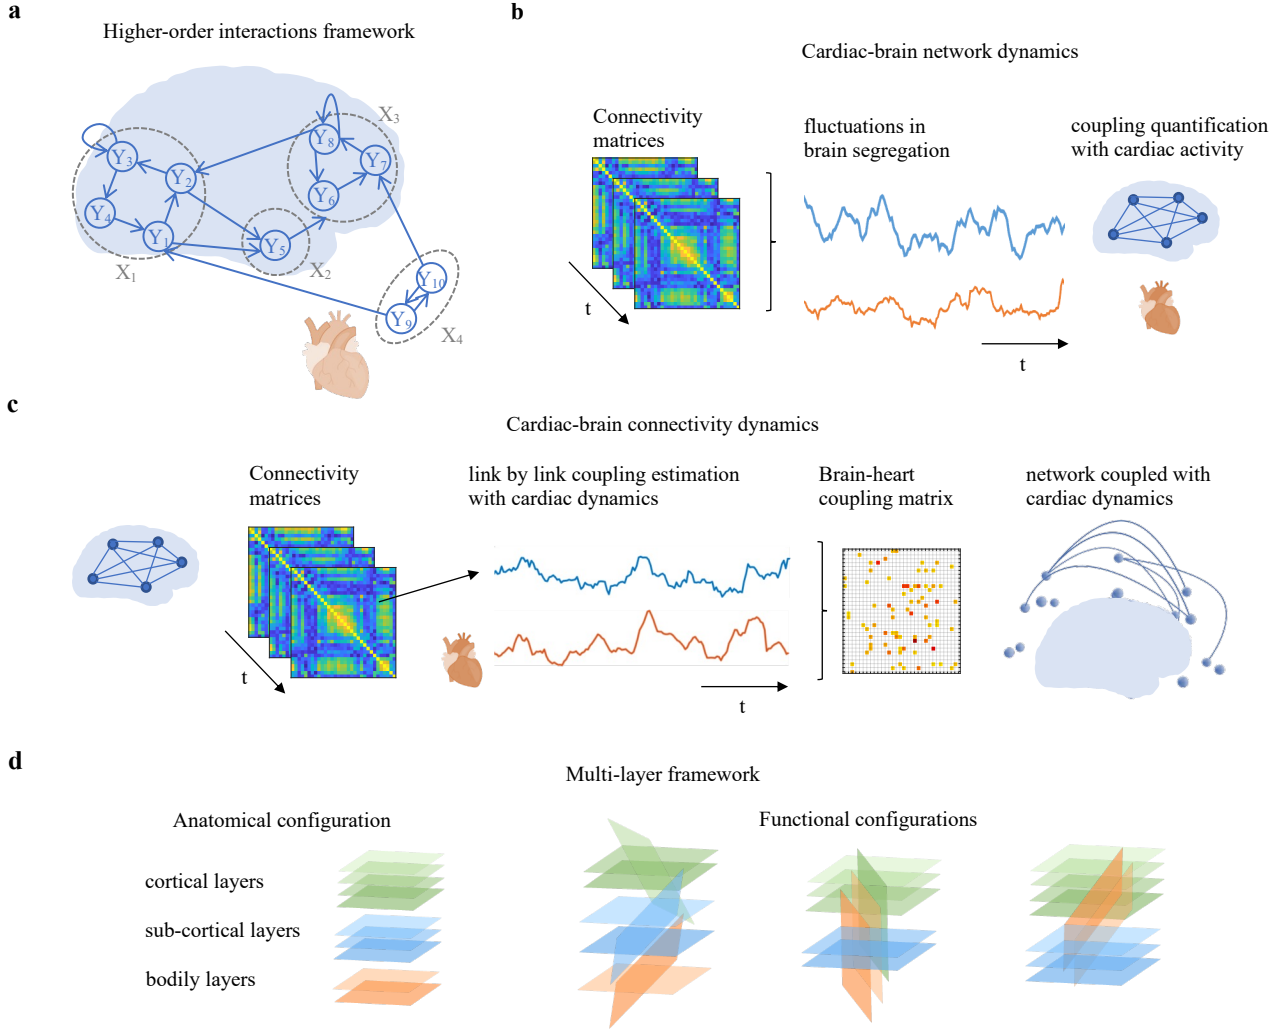 a
Higher-order interactions framework
X3
Y8
Y3
Y7
Y2
Y6
Y4
Y1
Y5
X1
X2
Y10
Y9
X4
b
Cardiac-brain network dynamics
Connectivity
matrices
t
fluctuations in
brain segregation
t
coupling quantification
with cardiac activity
c
Cardiac-brain connectivity dynamics
Connectivity
matrices
t
link by link coupling estimation
with cardiac dynamics
t
Brain-heart
coupling matrix
network coupled with
cardiac dynamics
d
Multi-layer framework
Anatomical configuration
Functional configurations
cortical layers
sub-cortical layers
bodily layers